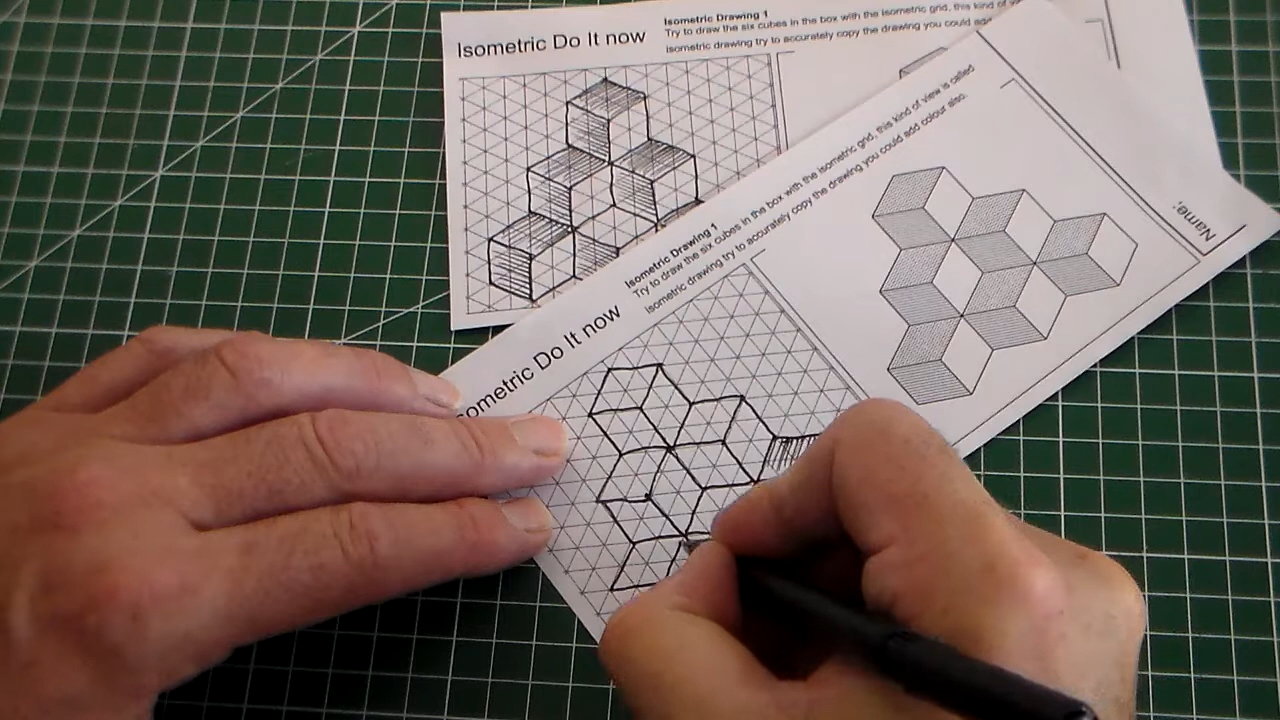 Isometric Do It now
Isometric Drawing 1
Try to draw the six cubes in the box with the isometric grid, this kind of
isometric drawing try to accurately copy the drawing you could add
sometric Do It now
Isometric Drawing 1
Try to draw the six cubes in the box with the isometric grid, this kind of view is called
isometric drawing try to accurately copy the drawing you could add colour also.
Name: